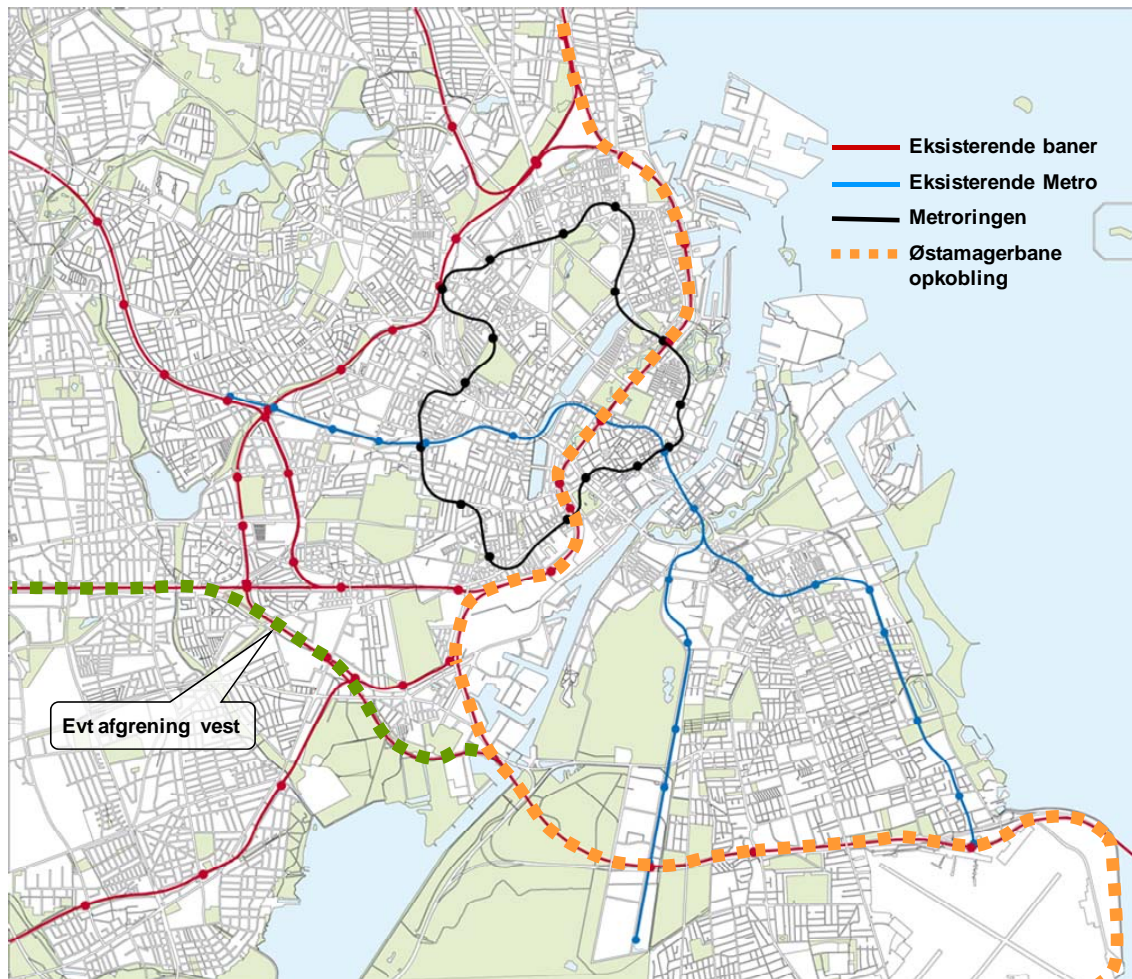 Eksisterende baner
Eksisterende Metro
Metroringen
Østamagerbane
opkobling
Evt afgrening vest